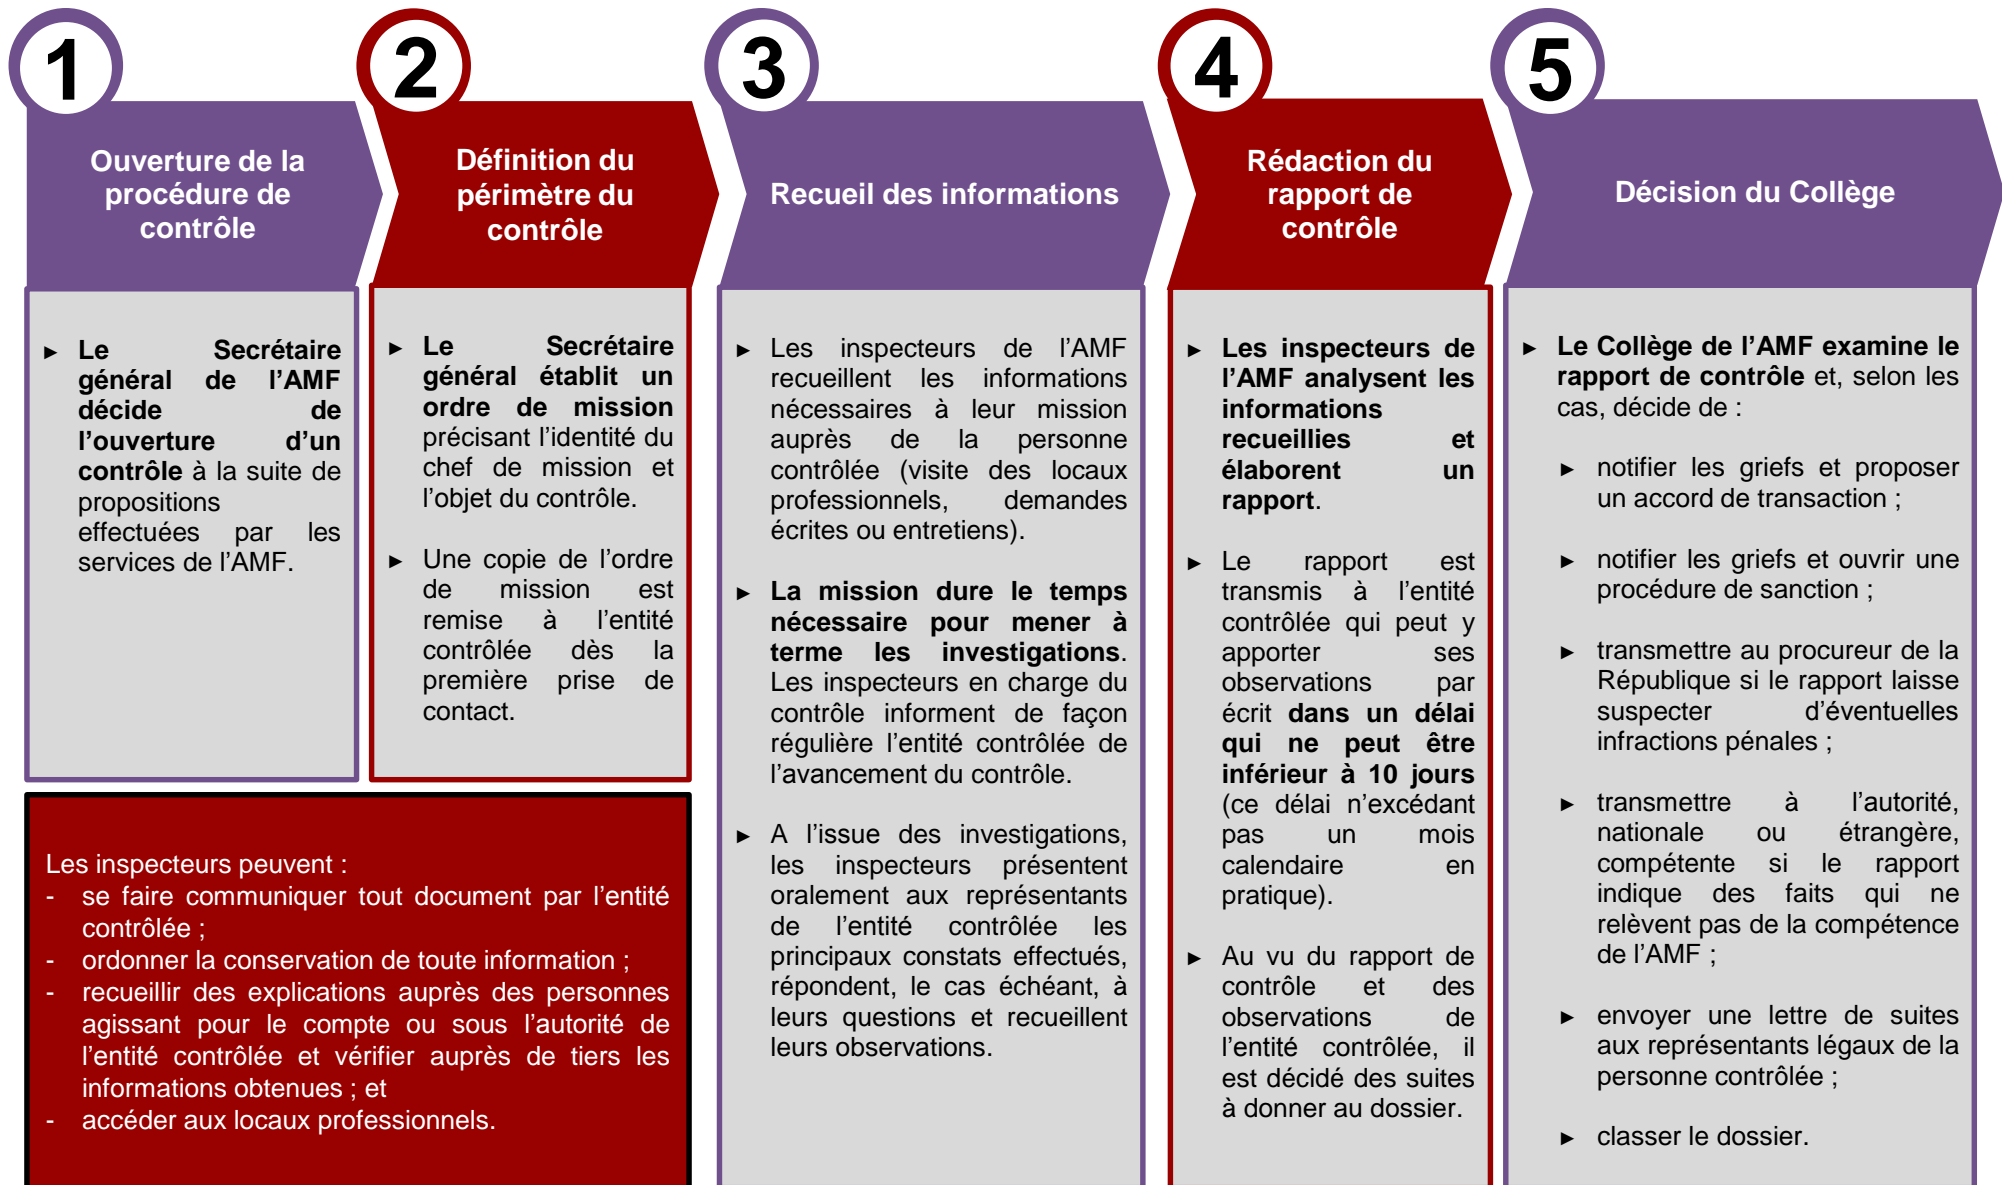 1
Ouverture de la
procédure de
contrôle
► Le Secrétaire
général de l’AMF
décide de
l’ouverture d’un
contrôle à la suite de
propositions
effectuées par les
services de l’AMF.
2
Définition du
périmètre du
contrôle
► Le Secrétaire
général établit un
ordre de mission
précisant l’identité du
chef de mission et
l’objet du contrôle.
► Une copie de l’ordre
de mission est
remise à l’entité
contrôlée dès la
première prise de
contact.
Les inspecteurs peuvent :
- se faire communiquer tout document par l’entité
contrôlée ;
- ordonner la conservation de toute information ;
- recueillir des explications auprès des personnes
agissant pour le compte ou sous l’autorité de
l’entité contrôlée et vérifier auprès de tiers les
informations obtenues ; et
- accéder aux locaux professionnels.
3
Recueil des informations
► Les inspecteurs de l’AMF
recueillent les informations
nécessaires à leur mission
auprès de la personne
contrôlée (visite des locaux
professionnels, demandes
écrites ou entretiens).
► La mission dure le temps
nécessaire pour mener à
terme les investigations.
Les inspecteurs en charge du
contrôle informent de façon
régulière l’entité contrôlée de
l’avancement du contrôle.
► A l’issue des investigations,
les inspecteurs présentent
oralement aux représentants
de l’entité contrôlée les
principaux constats effectués,
répondent, le cas échéant, à
leurs questions et recueillent
leurs observations.
4
Rédaction du
rapport de
contrôle
► Les inspecteurs de
l’AMF analysent les
informations
recueillies et
élaborent un
rapport.
► Le rapport est
transmis à l’entité
contrôlée qui peut y
apporter ses
observations par
écrit dans un délai
qui ne peut être
inférieur à 10 jours
(ce délai n’excédant
pas un mois
calendaire en
pratique).
► Au vu du rapport de
contrôle et des
observations de
l’entité contrôlée, il
est décidé des suites
à donner au dossier.
5
Décision du Collège
► Le Collège de l’AMF examine le
rapport de contrôle et, selon les
cas, décide de :
► notifier les griefs et proposer
un accord de transaction ;
► notifier les griefs et ouvrir une
procédure de sanction ;
► transmettre au procureur de la
République si le rapport laisse
suspecter d’éventuelles
infractions pénales ;
► transmettre à l’autorité,
nationale ou étrangère,
compétente si le rapport
indique des faits qui ne
relèvent pas de la compétence
de l’AMF ;
► envoyer une lettre de suites
aux représentants légaux de la
personne contrôlée ;
► classer le dossier.